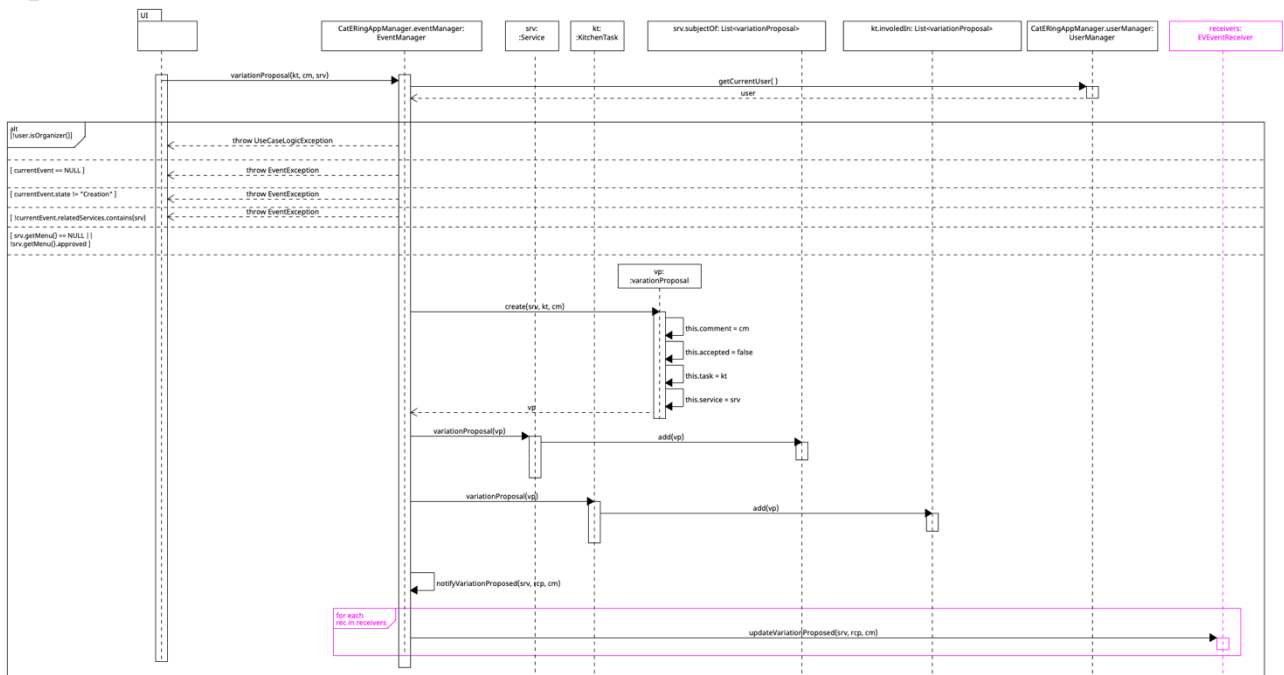 UI
CatERingAppManager.eventManager:
EventManager
srv:
:Service
kt:
:KitchenTask
srv.subjectOf: List<variationProposal>
kt.involedIn: List<variationProposal>
CatERingAppManager.userManager:
UserManager
receivers:
EVEventReceiver
variationProposal(kt, cm, srv)
getCurrentUser( )
user
alt
[!user.isOrganizer()]
throw UseCaseLogicException
[ currentEvent == NULL ]
throw EventException
[ currentEvent.state != "Creation" ]
throw EventException
[ !currentEvent.relatedServices.contains(srv)
throw EventException
[ srv.getMenu() == NULL ||
!srv.getMenu().approved ]
vp:
:varationProposal
create(srv, kt, cm)
this.comment = cm
this.accepted = false
this.task = kt
this.service = srv
vp
variationProposal(vp)
add(vp)
variationProposal(vp)
add(vp)
notifyVariationProposed(srv, rcp, cm)
for each
rec in receivers
updateVariationProposed(srv, rcp, cm)